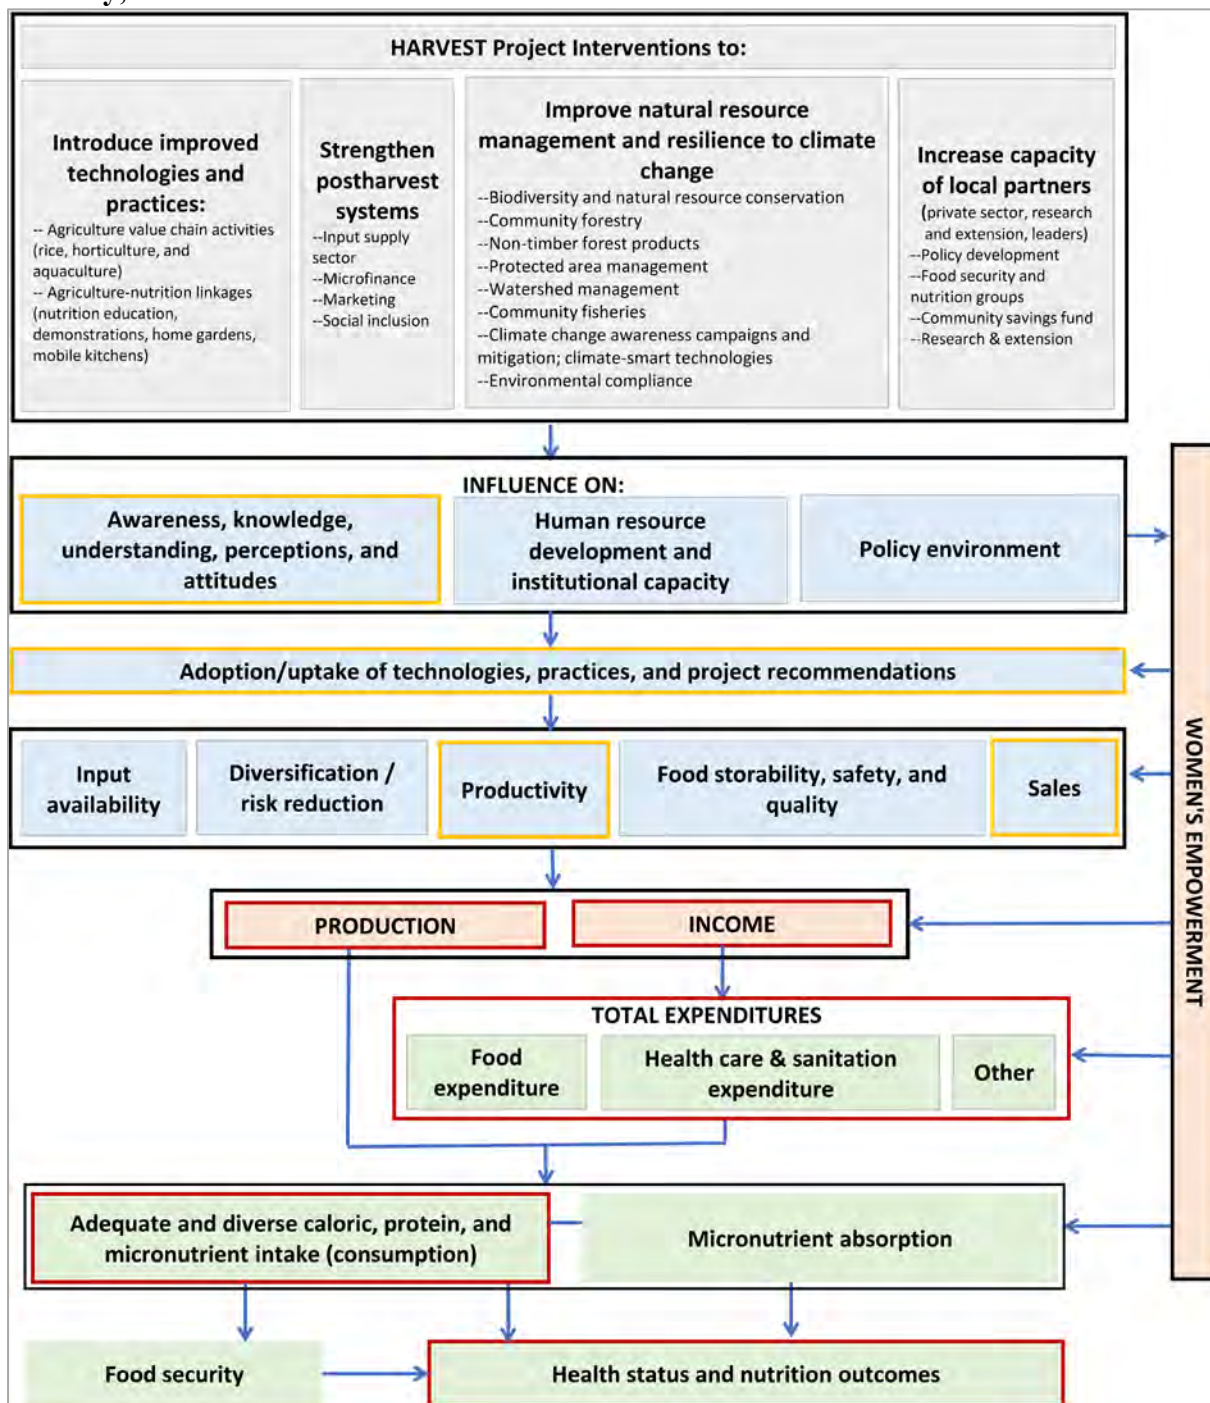 HARVEST Project Interventions to:
Introduce improved
technologies and
practices:
-- Agriculture value chain activities
(rice, horticulture, and
aquaculture)
-- Agriculture-nutrition linkages
(nutrition education,
demonstrations, home gardens,
mobile kitchens)
Strengthen
postharvest
systems
--Input supply
sector
--Microfinance
--Marketing
--Social inclusion
Improve natural resource
management and resilience to climate
change
--Biodiversity and natural resource conservation
--Community forestry
--Non-timber forest products
--Protected area management
--Watershed management
--Community fisheries
--Climate change awareness campaigns and
mitigation; climate-smart technologies
--Environmental compliance
Increase capacity
of local partners
(private sector, research
and extension, leaders)
--Policy development
--Food security and
nutrition groups
--Community savings fund
--Research & extension
INFLUENCE ON:
Awareness, knowledge,
understanding, perceptions, and
attitudes
Human resource
development and
institutional capacity
Policy environment
Adoption/uptake of technologies, practices, and project recommendations
Input
availability
Diversification /
risk reduction
Productivity
Food storability, safety, and
quality
Sales
PRODUCTION
INCOME
TOTAL EXPENDITURES
Food
expenditure
Health care & sanitation
expenditure
Other
Adequate and diverse caloric, protein, and
micronutrient intake (consumption)
Micronutrient absorption
Food security
Health status and nutrition outcomes
WOMEN'S EMPOWERMENT